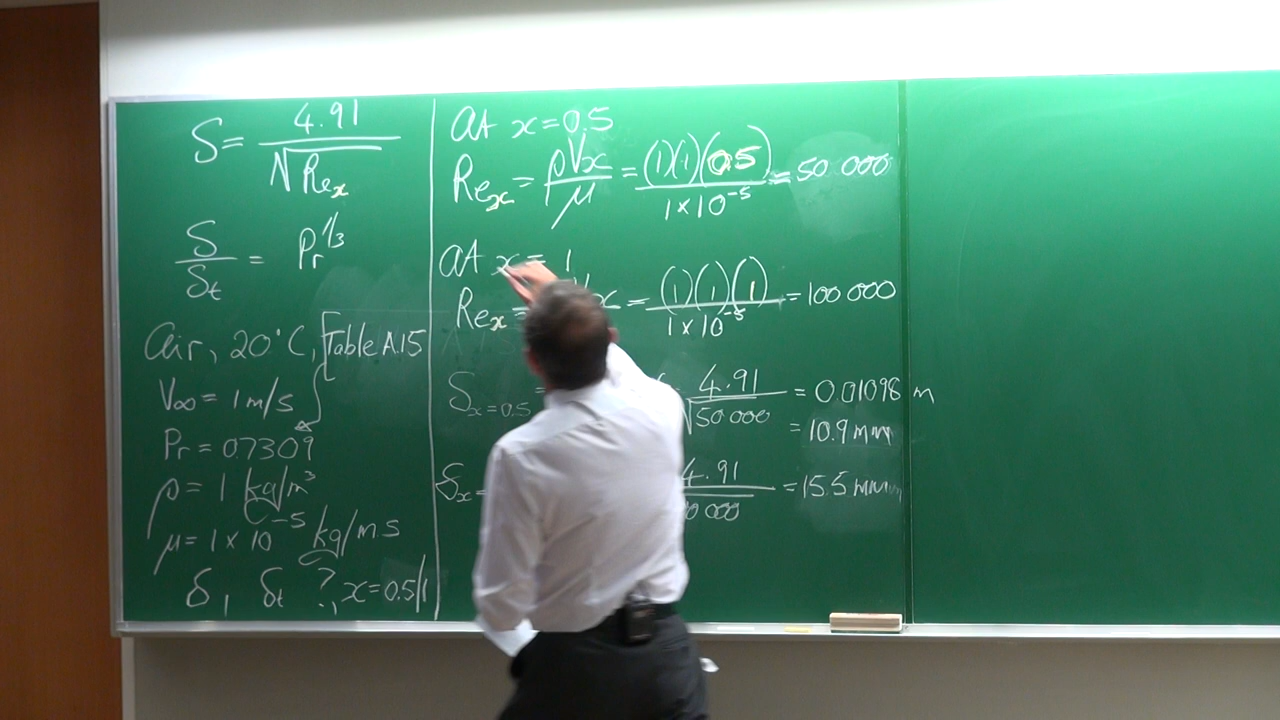 δ = 4.91 / √Re_x
δ / δ_t = Pr^1/3
Air, 20°C, Table A.15
V∞ = 1 m/s
Pr = 0.7309
ρ = 1 kg/m³
μ = 1 × 10⁻⁵ kg/m s
δ, δ_t ?, x = 0.5/1
At x = 0.5
Re_x = ρVx / μ = (1)(1)(0.5) / 1 × 10⁻⁵ = 50 000
At x = 1
Re_x = x = (1)(1)(1) / 1 × 10⁻⁵ = 100 000
δ_x=0.5 = 4.91 / √50 000 = 0.01098 m
= 10.9 mm
δ_x = 4.91 / 0 000 = 15.5 mm